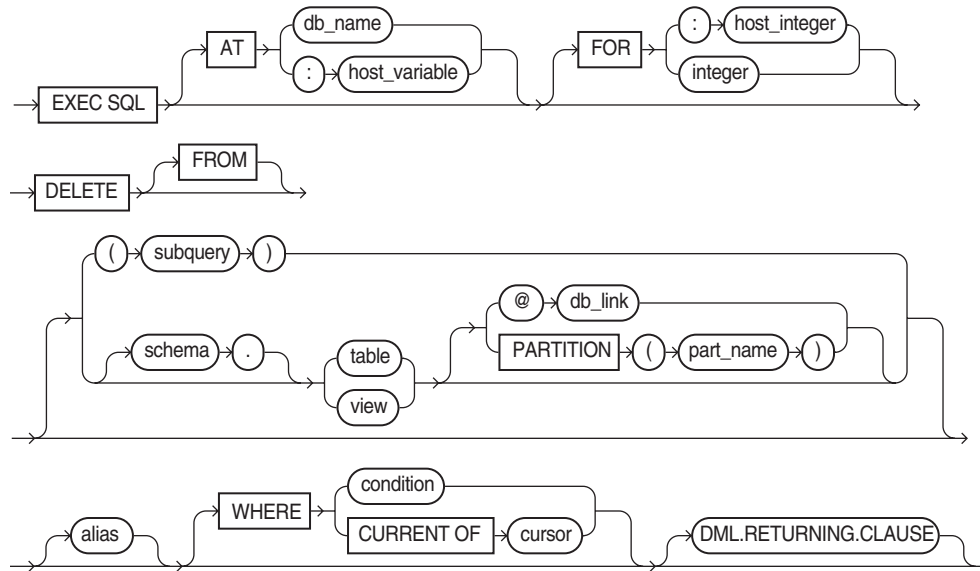 AT db_name
: host_variable
FOR : host_integer
integer
EXEC SQL
FROM
DELETE
( subquery )
schema .
table
view
@ db_link
PARTITION ( part_name )
alias
WHERE condition
CURRENT OF cursor
DML.RETURNING.CLAUSE